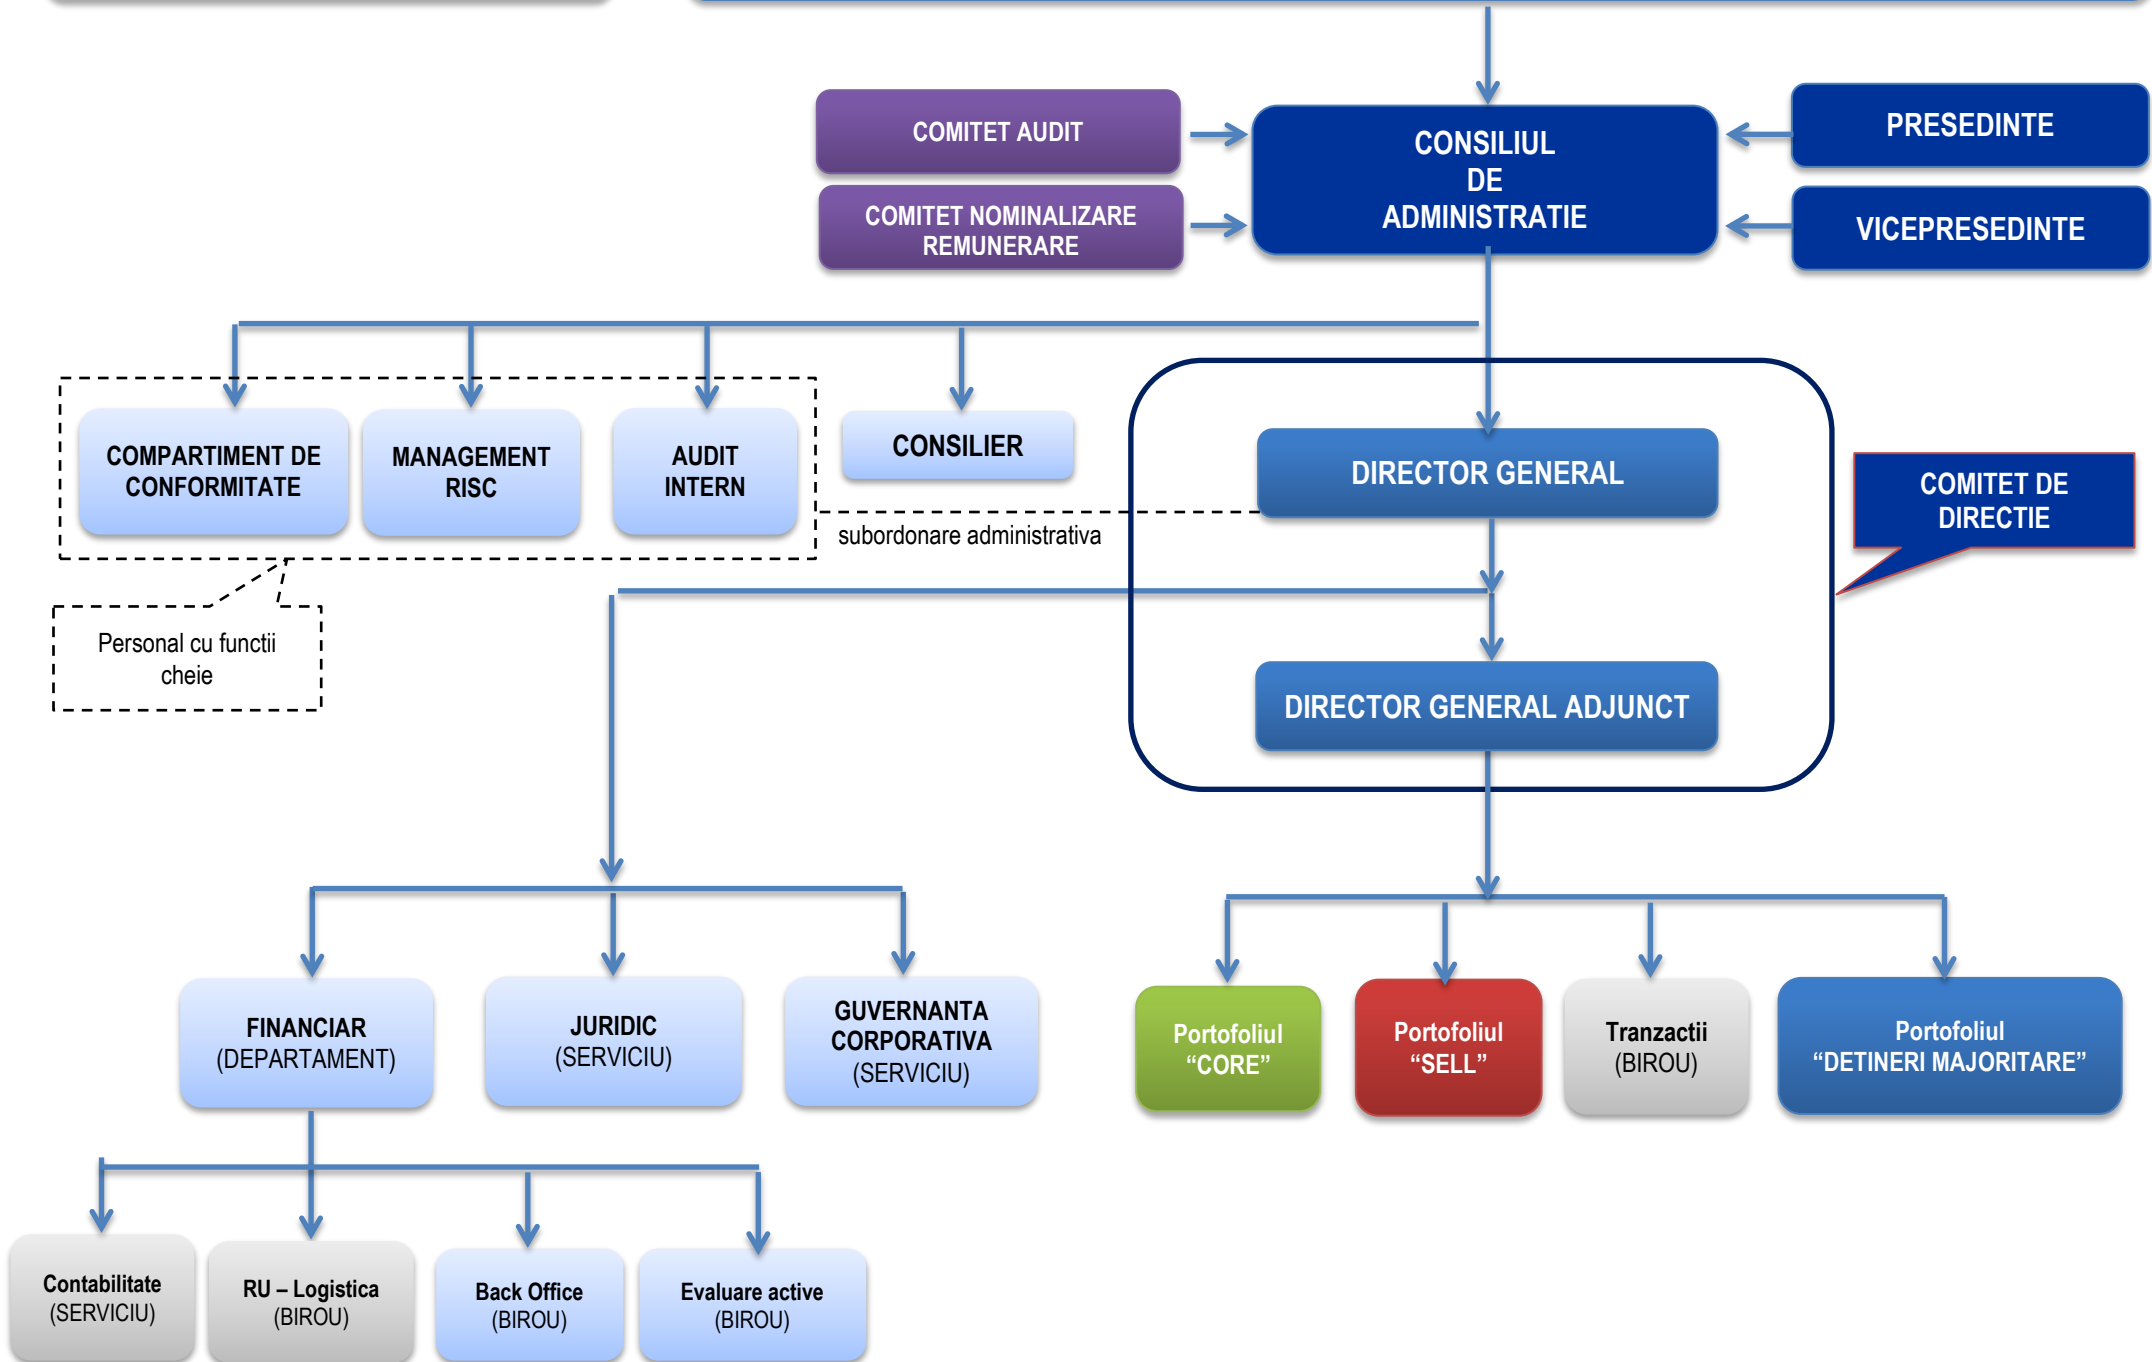 COMITET AUDIT
CONSILIUL
DE
ADMINISTRATIE
PRESEDINTE
COMITET NOMINALIZARE
REMUNERARE
VICEPRESEDINTE
COMPARTIMENT DE
CONFORMITATE
MANAGEMENT
RISC
AUDIT
INTERN
CONSILIER
DIRECTOR GENERAL
COMITET DE
DIRECTIE
subordonare administrativa
Personal cu functii
cheie
DIRECTOR GENERAL ADJUNCT
FINANCIAR
(DEPARTAMENT)
JURIDIC
(SERVICIU)
GUVERNANTA
CORPORATIVA
(SERVICIU)
Portofoliul
“CORE”
Portofoliul
“SELL”
Tranzactii
(BIROU)
Portofoliul
“DETINERI MAJORITARE”
Contabilitate
(SERVICIU)
RU – Logistica
(BIROU)
Back Office
(BIROU)
Evaluare active
(BIROU)